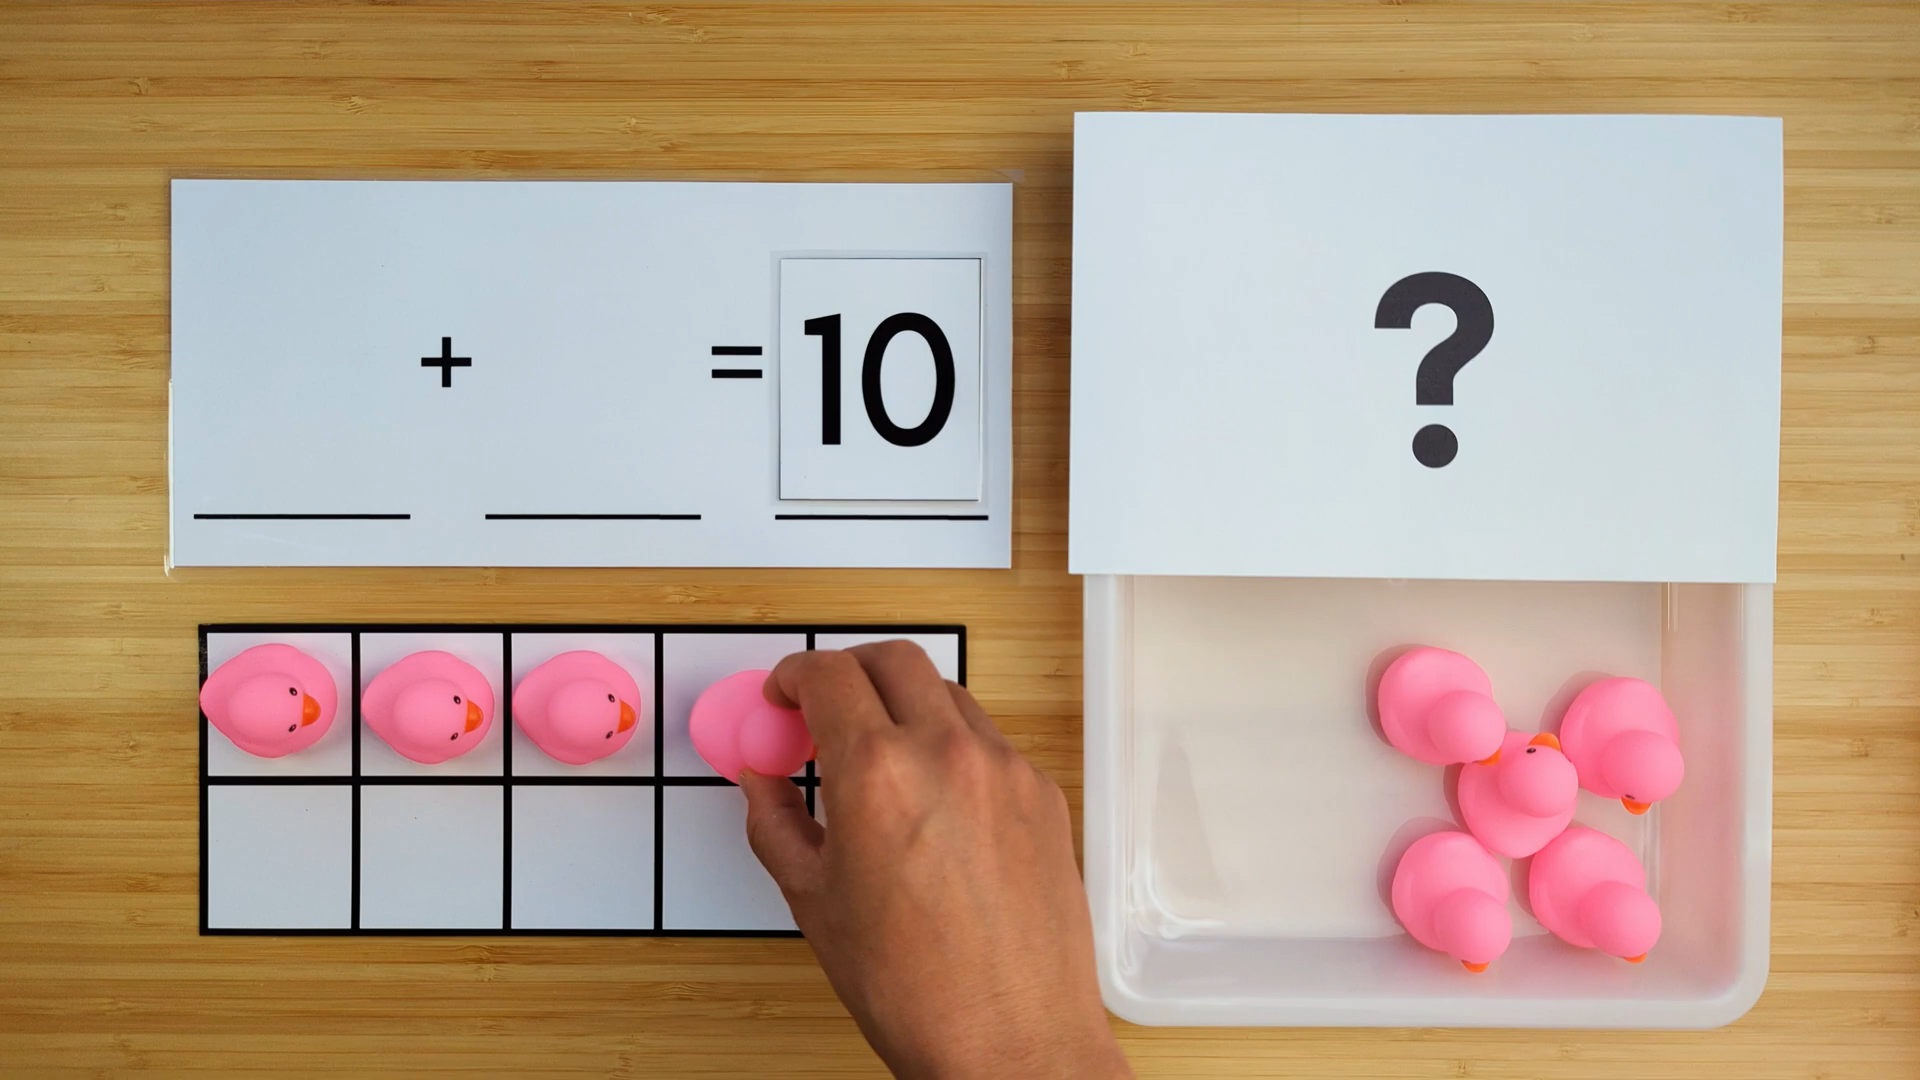 + = 10
?